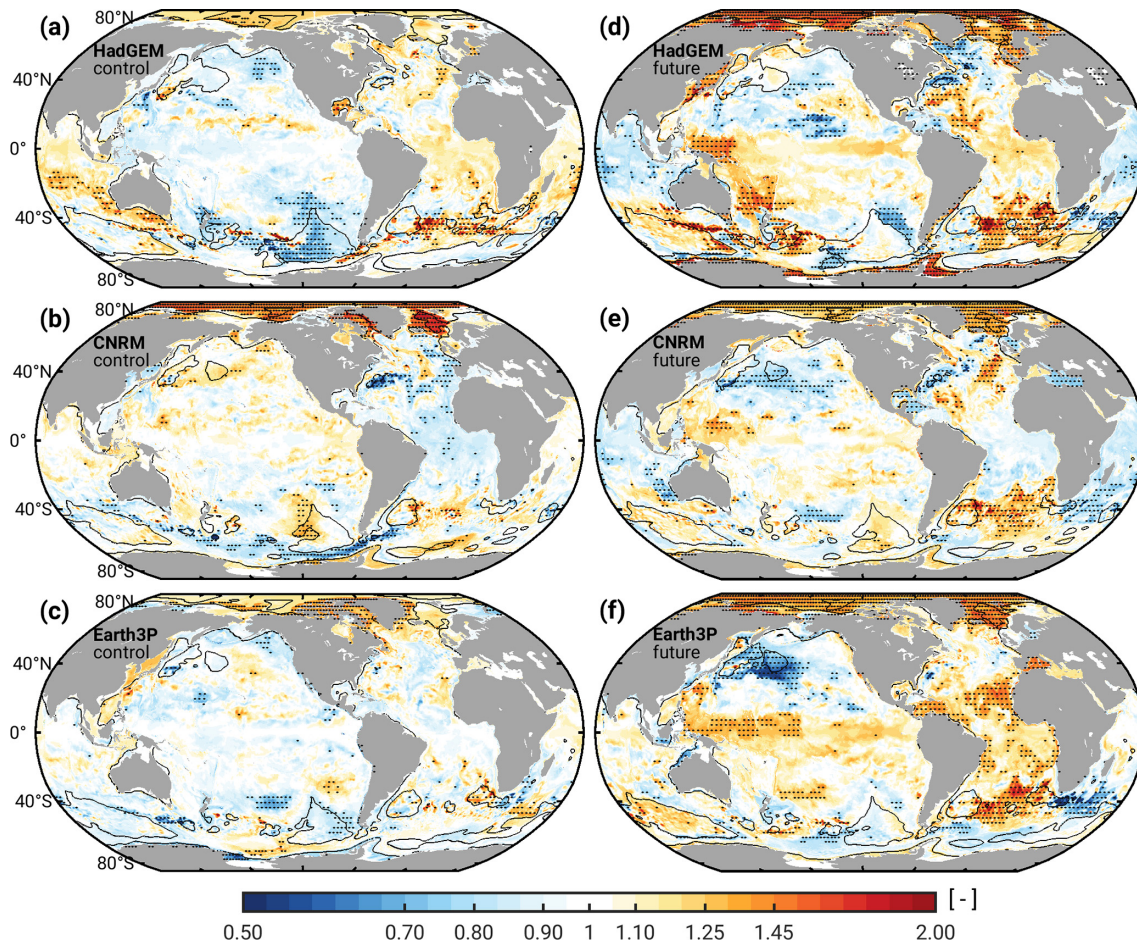 (a)
HadGEM
control
80°N
40°N
0°
40°S
80°S
(d)
HadGEM
future
(b)
CNRM
control
80°N
40°N
0°
40°S
80°S
(e)
CNRM
future
(c)
Earth3P
control
80°N
40°N
0°
40°S
80°S
(f)
Earth3P
future
[-]
0.50 0.70 0.80 0.90 1 1.10 1.25 1.45 2.00